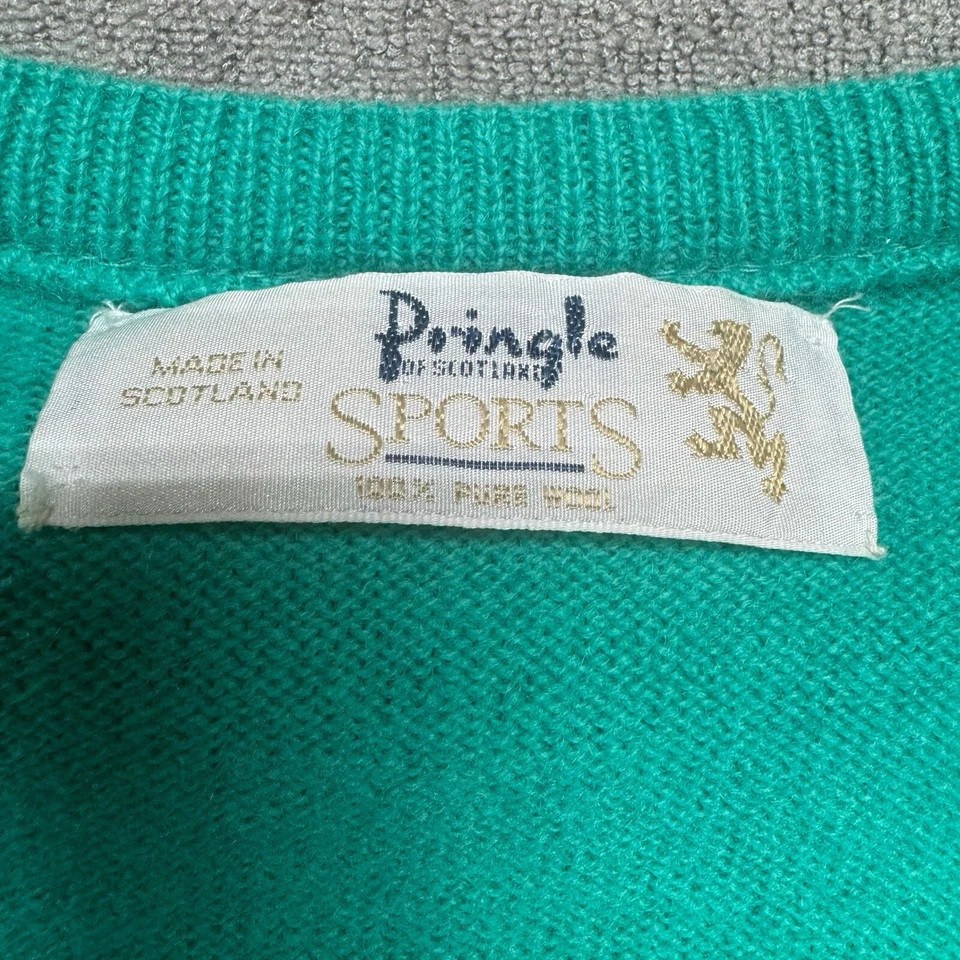 MADE IN
SCOTLAND
Pringle
OF SCOTLAND
SPORTS
100% PURE WOOL